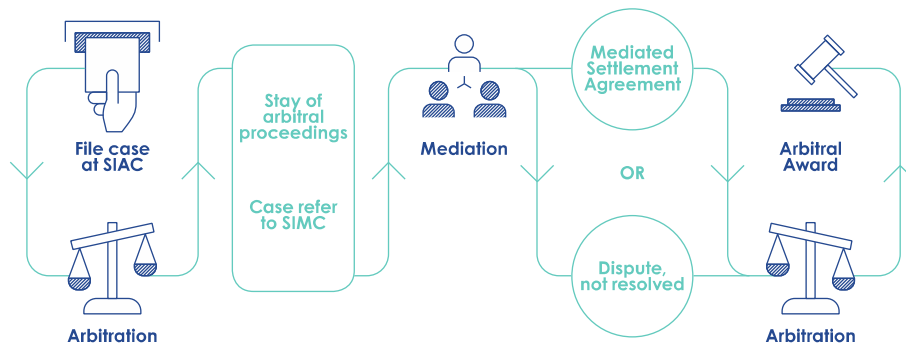 File case
at SIAC
Arbitration
Stay of
arbitral
proceedings
Case refer
to SIMC
Mediation
Mediated
Settlement
Agreement
OR
Dispute,
not resolved
Arbitral
Award
Arbitration